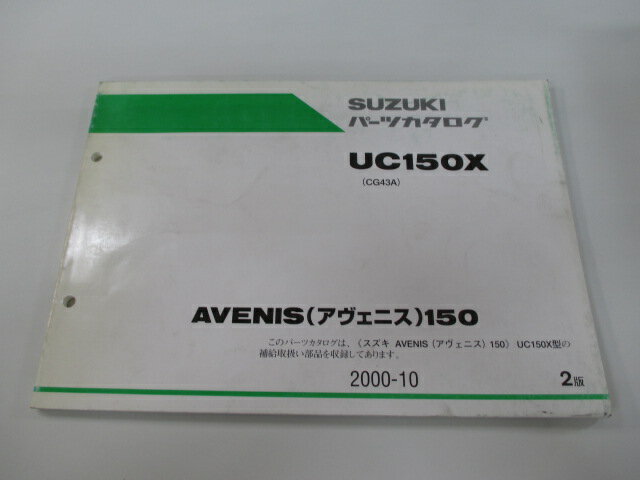 SUZUKI
パーツカタログ
UC150X
(CG43A)
AVENIS(アヴェニス)150
このパーツカタログは、(スズキ AVENIS (アヴェニス) 150) UC150X型の
補給取扱い部品を収録してあります。
2000-10 2版